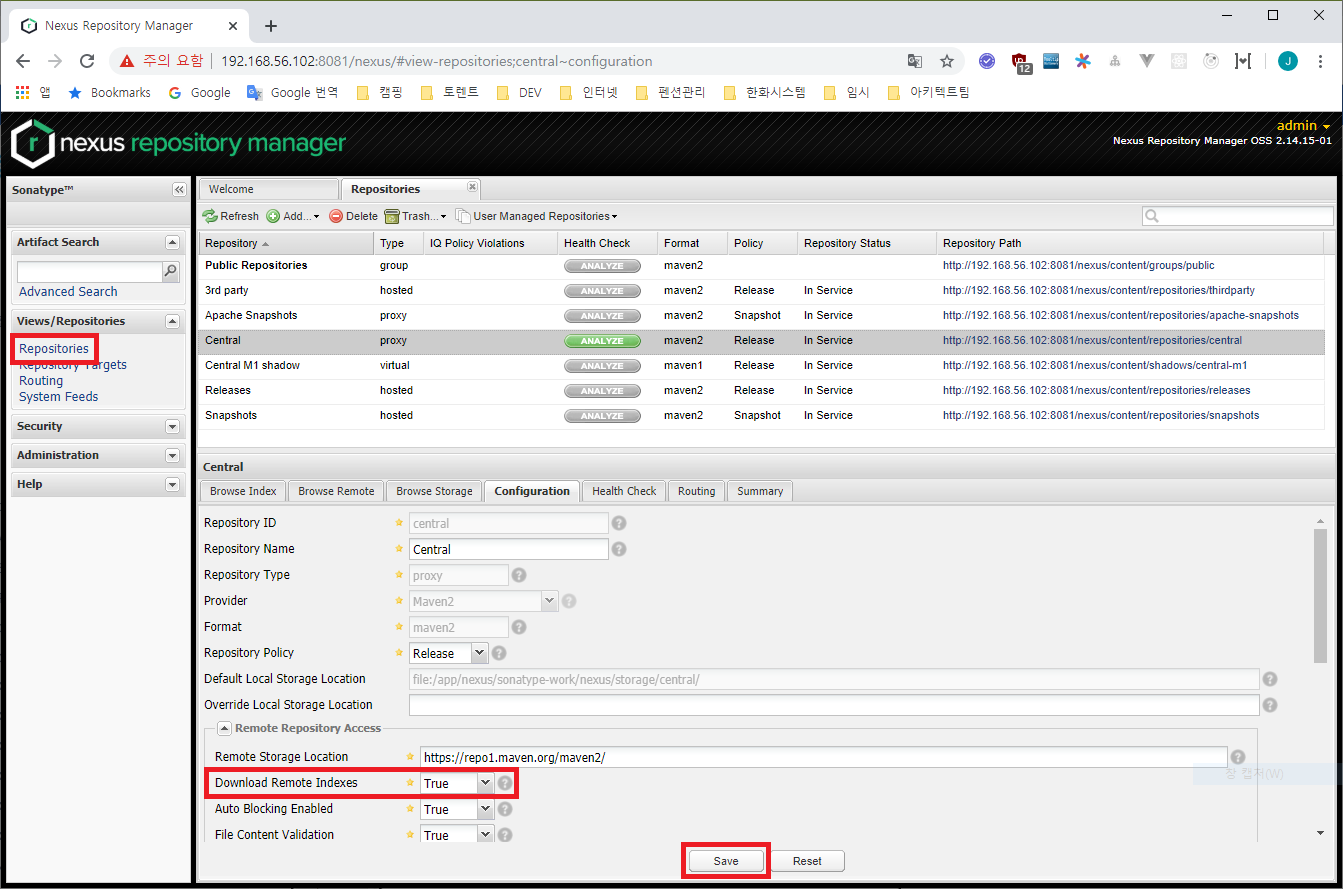 Nexus Repository Manager
주의 요함 192.168.56.102:8081/nexus/#view-repositories;central~configuration
12
J
앱 Bookmarks Google Google 번역 캠핑 토렌트 DEV 인터넷 펜션관리 한화시스템 임시 아키텍트팀
nexus repository manager
admin
Nexus Repository Manager OSS 2.14.15-01
Sonatype™
Artifact Search
Advanced Search
Views/Repositories
Repositories
Repository Targets
Routing
System Feeds
Security
Administration
Help
Welcome Repositories
Refresh Add... Delete Trash... User Managed Repositories
Repository Type IQ Policy Violations Health Check Format Policy Repository Status Repository Path
Public Repositories group ANALYZE maven2 http://192.168.56.102:8081/nexus/content/groups/public
3rd party hosted ANALYZE maven2 Release In Service http://192.168.56.102:8081/nexus/content/repositories/thirdparty
Apache Snapshots proxy ANALYZE maven2 Snapshot In Service http://192.168.56.102:8081/nexus/content/repositories/apache-snapshots
Central proxy ANALYZE maven2 Release In Service http://192.168.56.102:8081/nexus/content/repositories/central
Central M1 shadow virtual ANALYZE maven1 Release In Service http://192.168.56.102:8081/nexus/content/shadows/central-m1
Releases hosted ANALYZE maven2 Release In Service http://192.168.56.102:8081/nexus/content/repositories/releases
Snapshots hosted ANALYZE maven2 Snapshot In Service http://192.168.56.102:8081/nexus/content/repositories/snapshots
Central
Browse Index Browse Remote Browse Storage Configuration Health Check Routing Summary
Repository ID central
Repository Name Central
Repository Type proxy
Provider Maven2
Format maven2
Repository Policy Release
Default Local Storage Location file:/app/nexus/sonatype-work/nexus/storage/central/
Override Local Storage Location
Remote Repository Access
Remote Storage Location https://repo1.maven.org/maven2/
Download Remote Indexes True
창 캡처(W)
Auto Blocking Enabled True
File Content Validation True
Save Reset